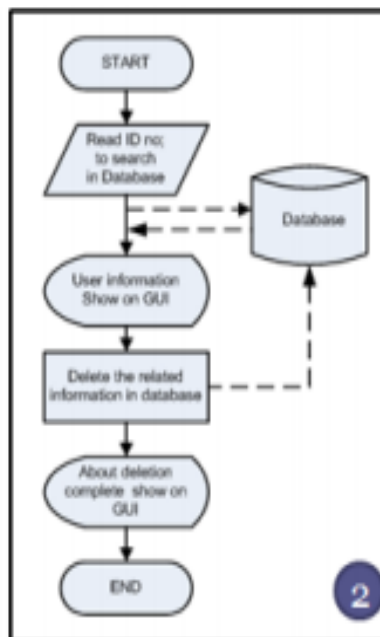 START
Read ID no;
to search
in Database
Database
User information
Show on GUI
Delete the related
information in database
About deletion
complete show on
GUI
END
2